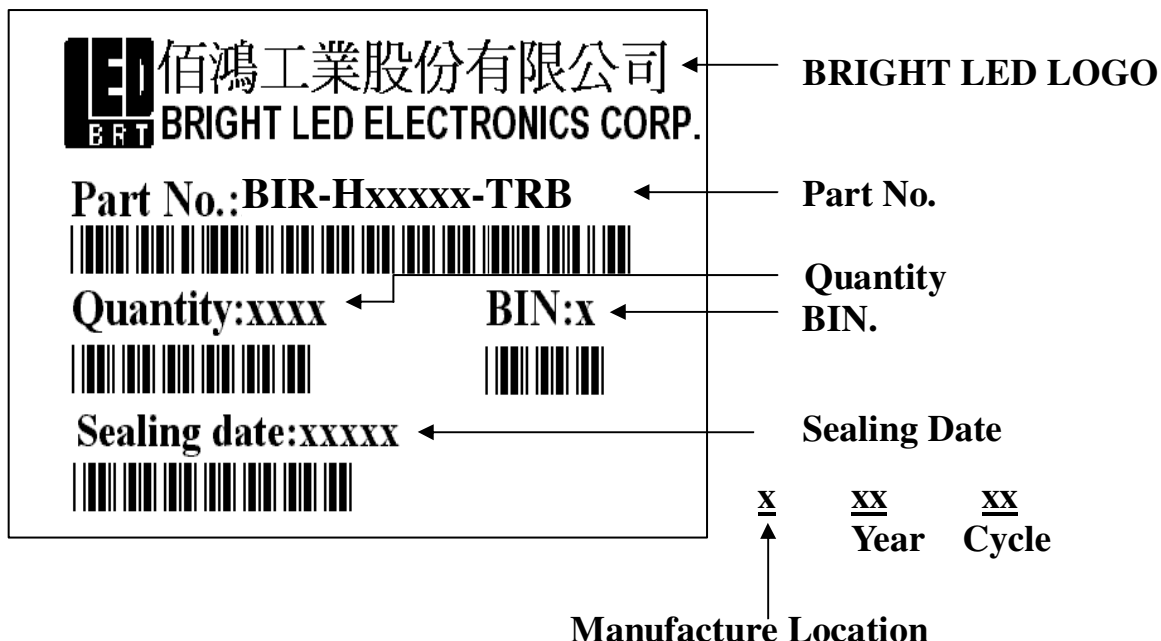 LED 佰鴻工業股份有限公司
BRT BRIGHT LED ELECTRONICS CORP.
BRIGHT LED LOGO
Part No.:BIR-Hxxxxx-TRB
Part No.
Quantity:xxxx
BIN:x
Quantity
BIN.
Sealing date:xxxxx
Sealing Date
x xx xx
Year Cycle
Manufacture Location